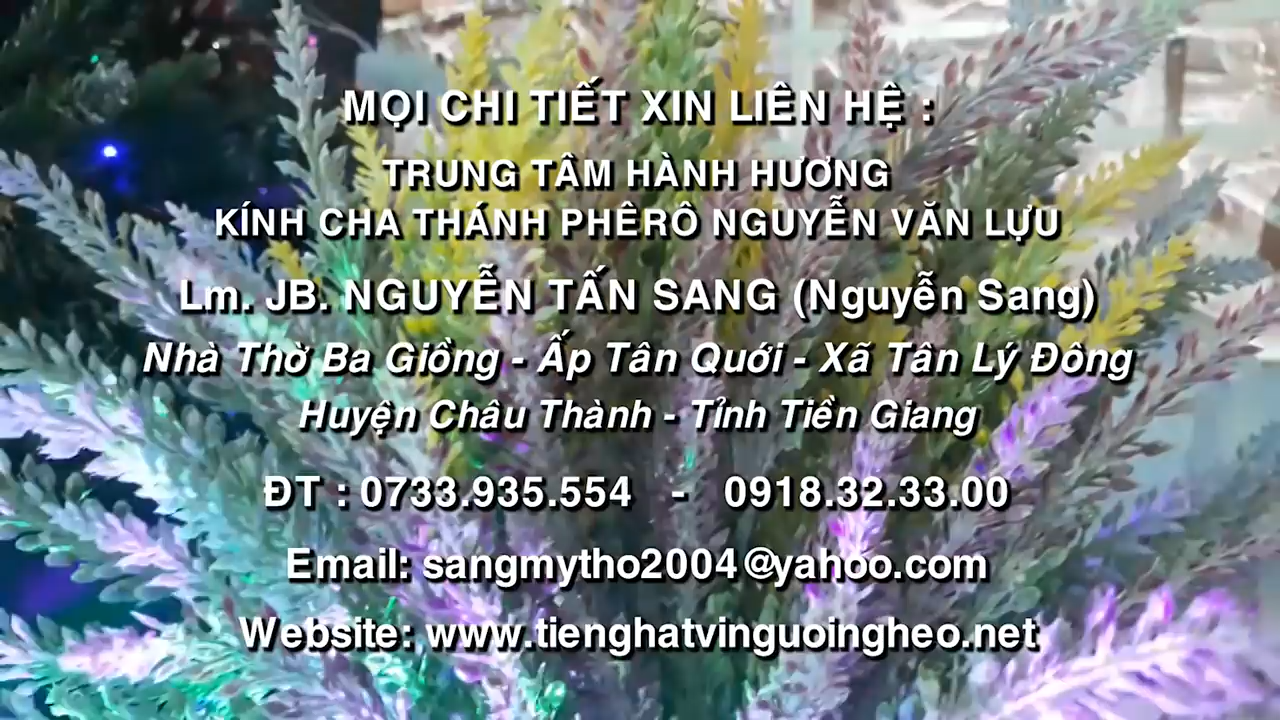 MỌI CHI TIẾT XIN LIÊN HỆ :
TRUNG TÂM HÀNH HƯƠNG
KÍNH CHA THÁNH PHÊRÔ NGUYỄN VĂN LỰU
Lm. JB. NGUYỄN TẤN SANG (Nguyễn Sang)
Nhà Thờ Ba Giồng - Ấp Tân Quới - Xã Tân Lý Đông
Huyện Châu Thành - Tỉnh Tiền Giang
ĐT : 0733.935.554 - 0918.32.33.00
Email: sangmytho2004@yahoo.com
Website: www.tienghatvinguoingheo.net